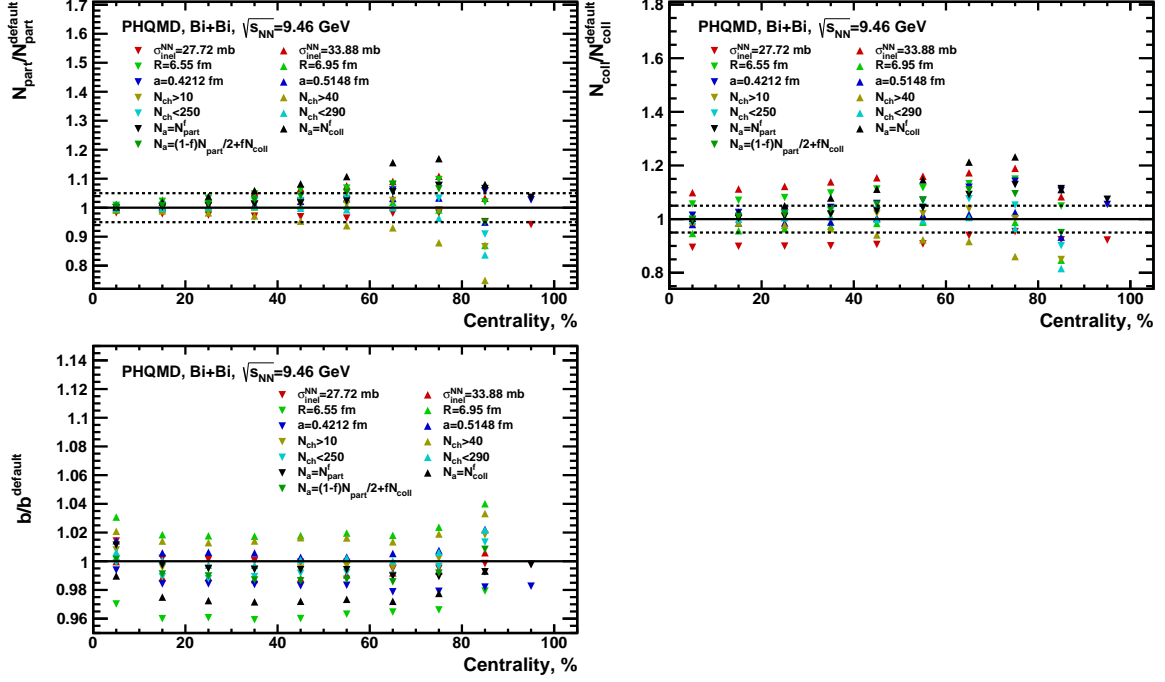 N_part/N_part^default
1.7
1.6
1.5
1.4
1.3
1.2
1.1
1
0.9
0.8
PHQMD, Bi+Bi, √s_NN=9.46 GeV
σ_inel^NN=27.72 mb
σ_inel^NN=33.88 mb
R=6.55 fm
R=6.95 fm
a=0.4212 fm
a=0.5148 fm
N_ch>10
N_ch>40
N_ch<250
N_ch<290
N_a=N_part^f
N_a=N_coll^f
N_a=(1-f)N_part/2+fN_coll
0 20 40 60 80 100
Centrality, %
N_coll/N_coll^default
1.8
1.6
1.4
1.2
1
0.8
PHQMD, Bi+Bi, √s_NN=9.46 GeV
σ_inel^NN=27.72 mb
σ_inel^NN=33.88 mb
R=6.55 fm
R=6.95 fm
a=0.4212 fm
a=0.5148 fm
N_ch>10
N_ch>40
N_ch<250
N_ch<290
N_a=N_part^f
N_a=N_coll^f
N_a=(1-f)N_part/2+fN_coll
0 20 40 60 80 100
Centrality, %
b/b^default
1.14
1.12
1.1
1.08
1.06
1.04
1.02
1
0.98
0.96
PHQMD, Bi+Bi, √s_NN=9.46 GeV
σ_inel^NN=27.72 mb
σ_inel^NN=33.88 mb
R=6.55 fm
R=6.95 fm
a=0.4212 fm
a=0.5148 fm
N_ch>10
N_ch>40
N_ch<250
N_ch<290
N_a=N_part^f
N_a=N_coll^f
N_a=(1-f)N_part/2+fN_coll
0 20 40 60 80 100
Centrality, %